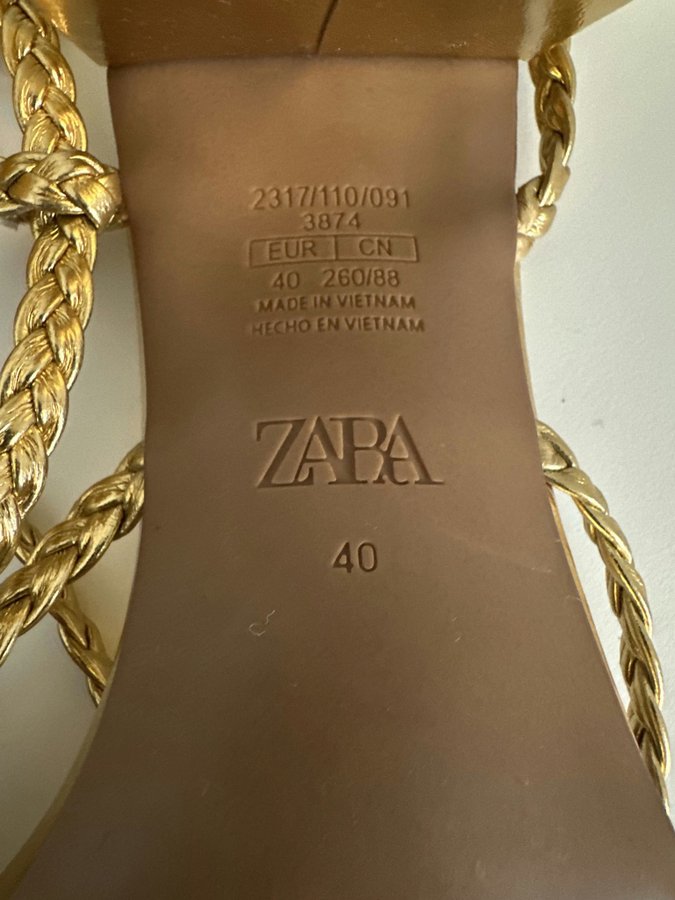 2317/110/091
3874
EUR CN
40 260/88
MADE IN VIETNAM
HECHO EN VIETNAM
ZARA
40